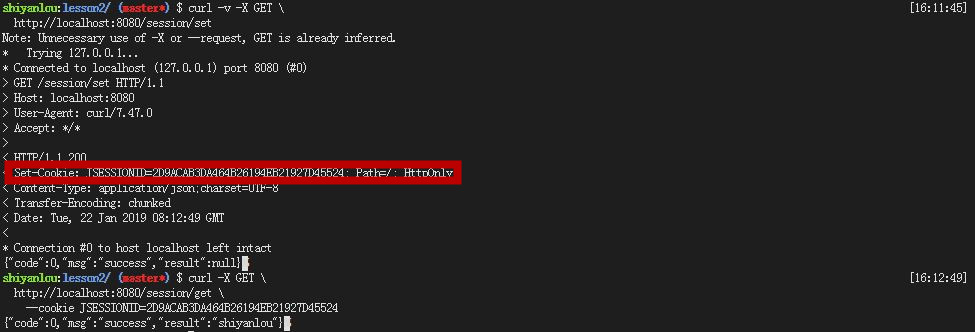 shiyanlou:lesson2/ (master*) $ curl -v -X GET \ [16:11:45]
http://localhost:8080/session/set
Note: Unnecessary use of -X or --request, GET is already inferred.
*   Trying 127.0.0.1...
* Connected to localhost (127.0.0.1) port 8080 (#0)
> GET /session/set HTTP/1.1
> Host: localhost:8080
> User-Agent: curl/7.47.0
> Accept: */*
>
< HTTP/1.1 200
< Set-Cookie: JSESSIONID=2D9ACAB3DA464B26194EB21927D45524; Path=/; HttpOnly
< Content-Type: application/json;charset=UTF-8
< Transfer-Encoding: chunked
< Date: Tue, 22 Jan 2019 08:12:49 GMT
<
* Connection #0 to host localhost left intact
{"code":0,"msg":"success","result":null}
shiyanlou:lesson2/ (master*) $ curl -X GET \ [16:12:49]
http://localhost:8080/session/get \
--cookie JSESSIONID=2D9ACAB3DA464B26194EB21927D45524
{"code":0,"msg":"success","result":"shiyanlou"}